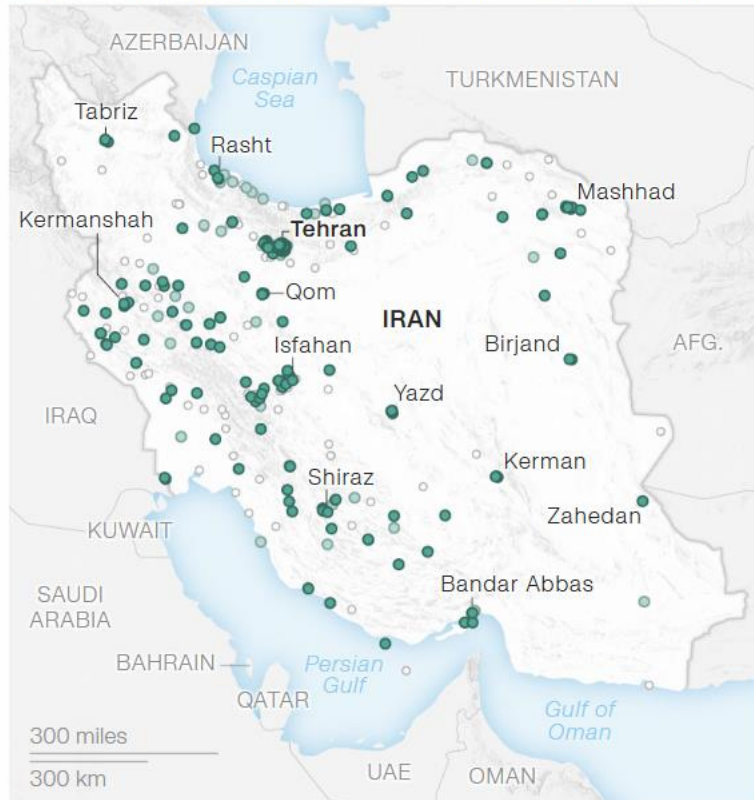 AZERBAIJAN
Caspian
Sea
TURKMENISTAN
Tabriz
Rasht
Mashhad
Kermanshah
Tehran
Qom
IRAN
Isfahan
Birjand
AFG.
Yazd
IRAQ
Kerman
Shiraz
Zahedan
KUWAIT
Bandar Abbas
SAUDI
ARABIA
BAHRAIN
Persian
Gulf
QATAR
Gulf of
Oman
300 miles
300 km
UAE
OMAN